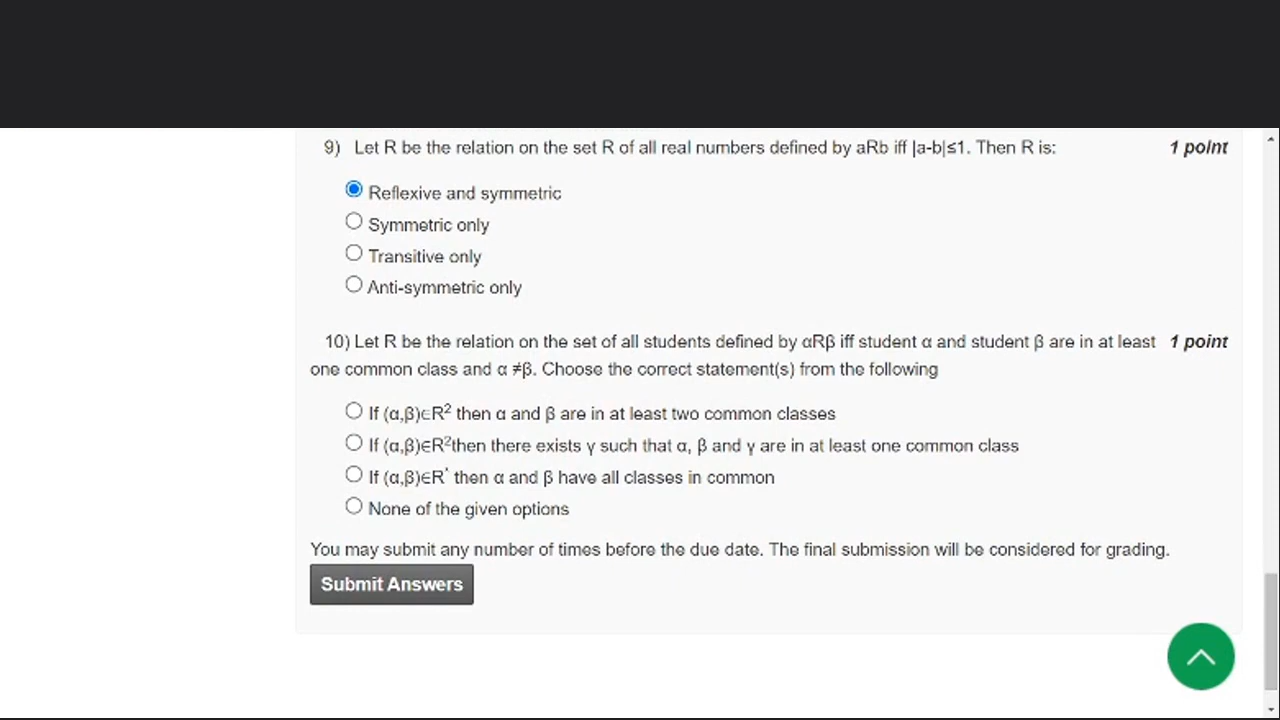 9) Let R be the relation on the set R of all real numbers defined by aRb iff |a-b|≤1. Then R is: 1 point
Reflexive and symmetric
Symmetric only
Transitive only
Anti-symmetric only
10) Let R be the relation on the set of all students defined by αRβ iff student α and student β are in at least 1 point
one common class and α ≠β. Choose the correct statement(s) from the following
If (α,β)∈R² then α and β are in at least two common classes
If (α,β)∈R²then there exists γ such that α, β and γ are in at least one common class
If (α,β)∈R* then α and β have all classes in common
None of the given options
You may submit any number of times before the due date. The final submission will be considered for grading.
Submit Answers